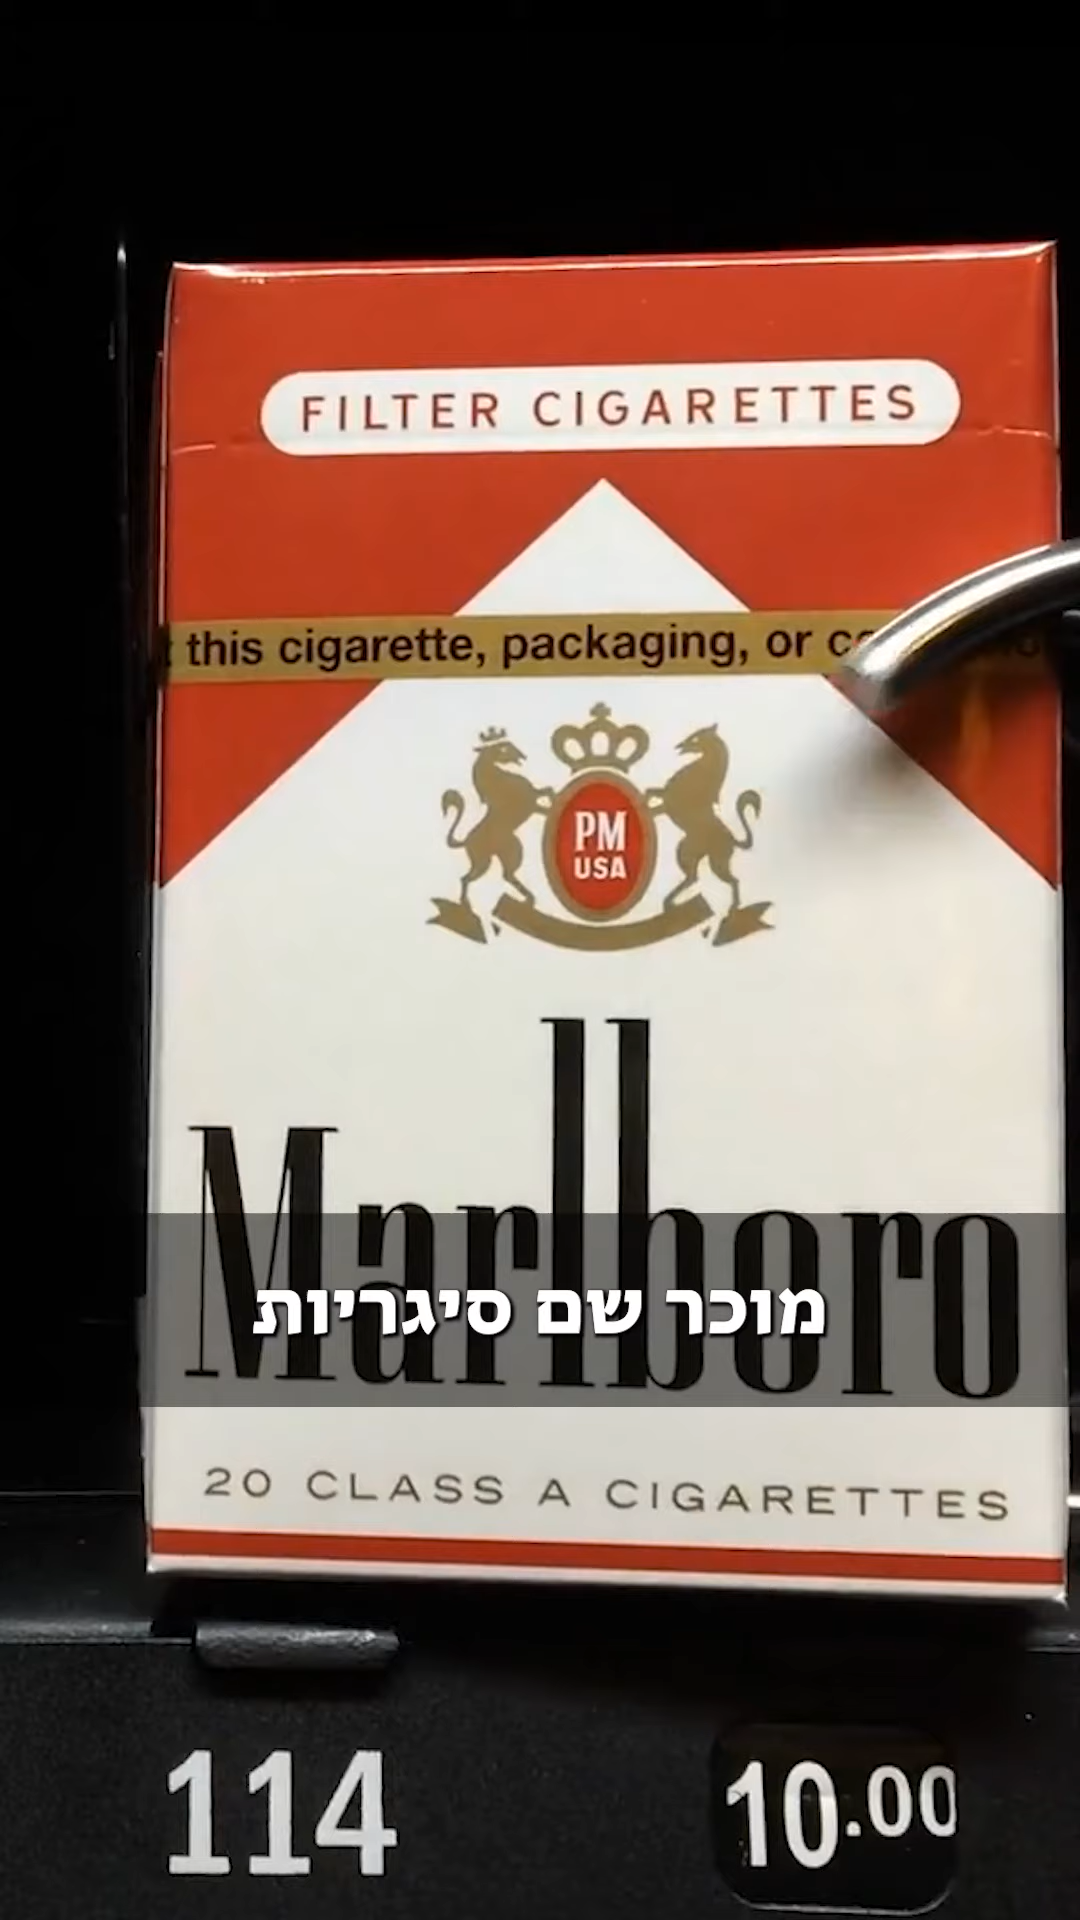 FILTER CIGARETTES
this cigarette, packaging, or
PM
USA
Marlboro
מוכר שם סיגריות
20 CLASS A CIGARETTES
114
10.00